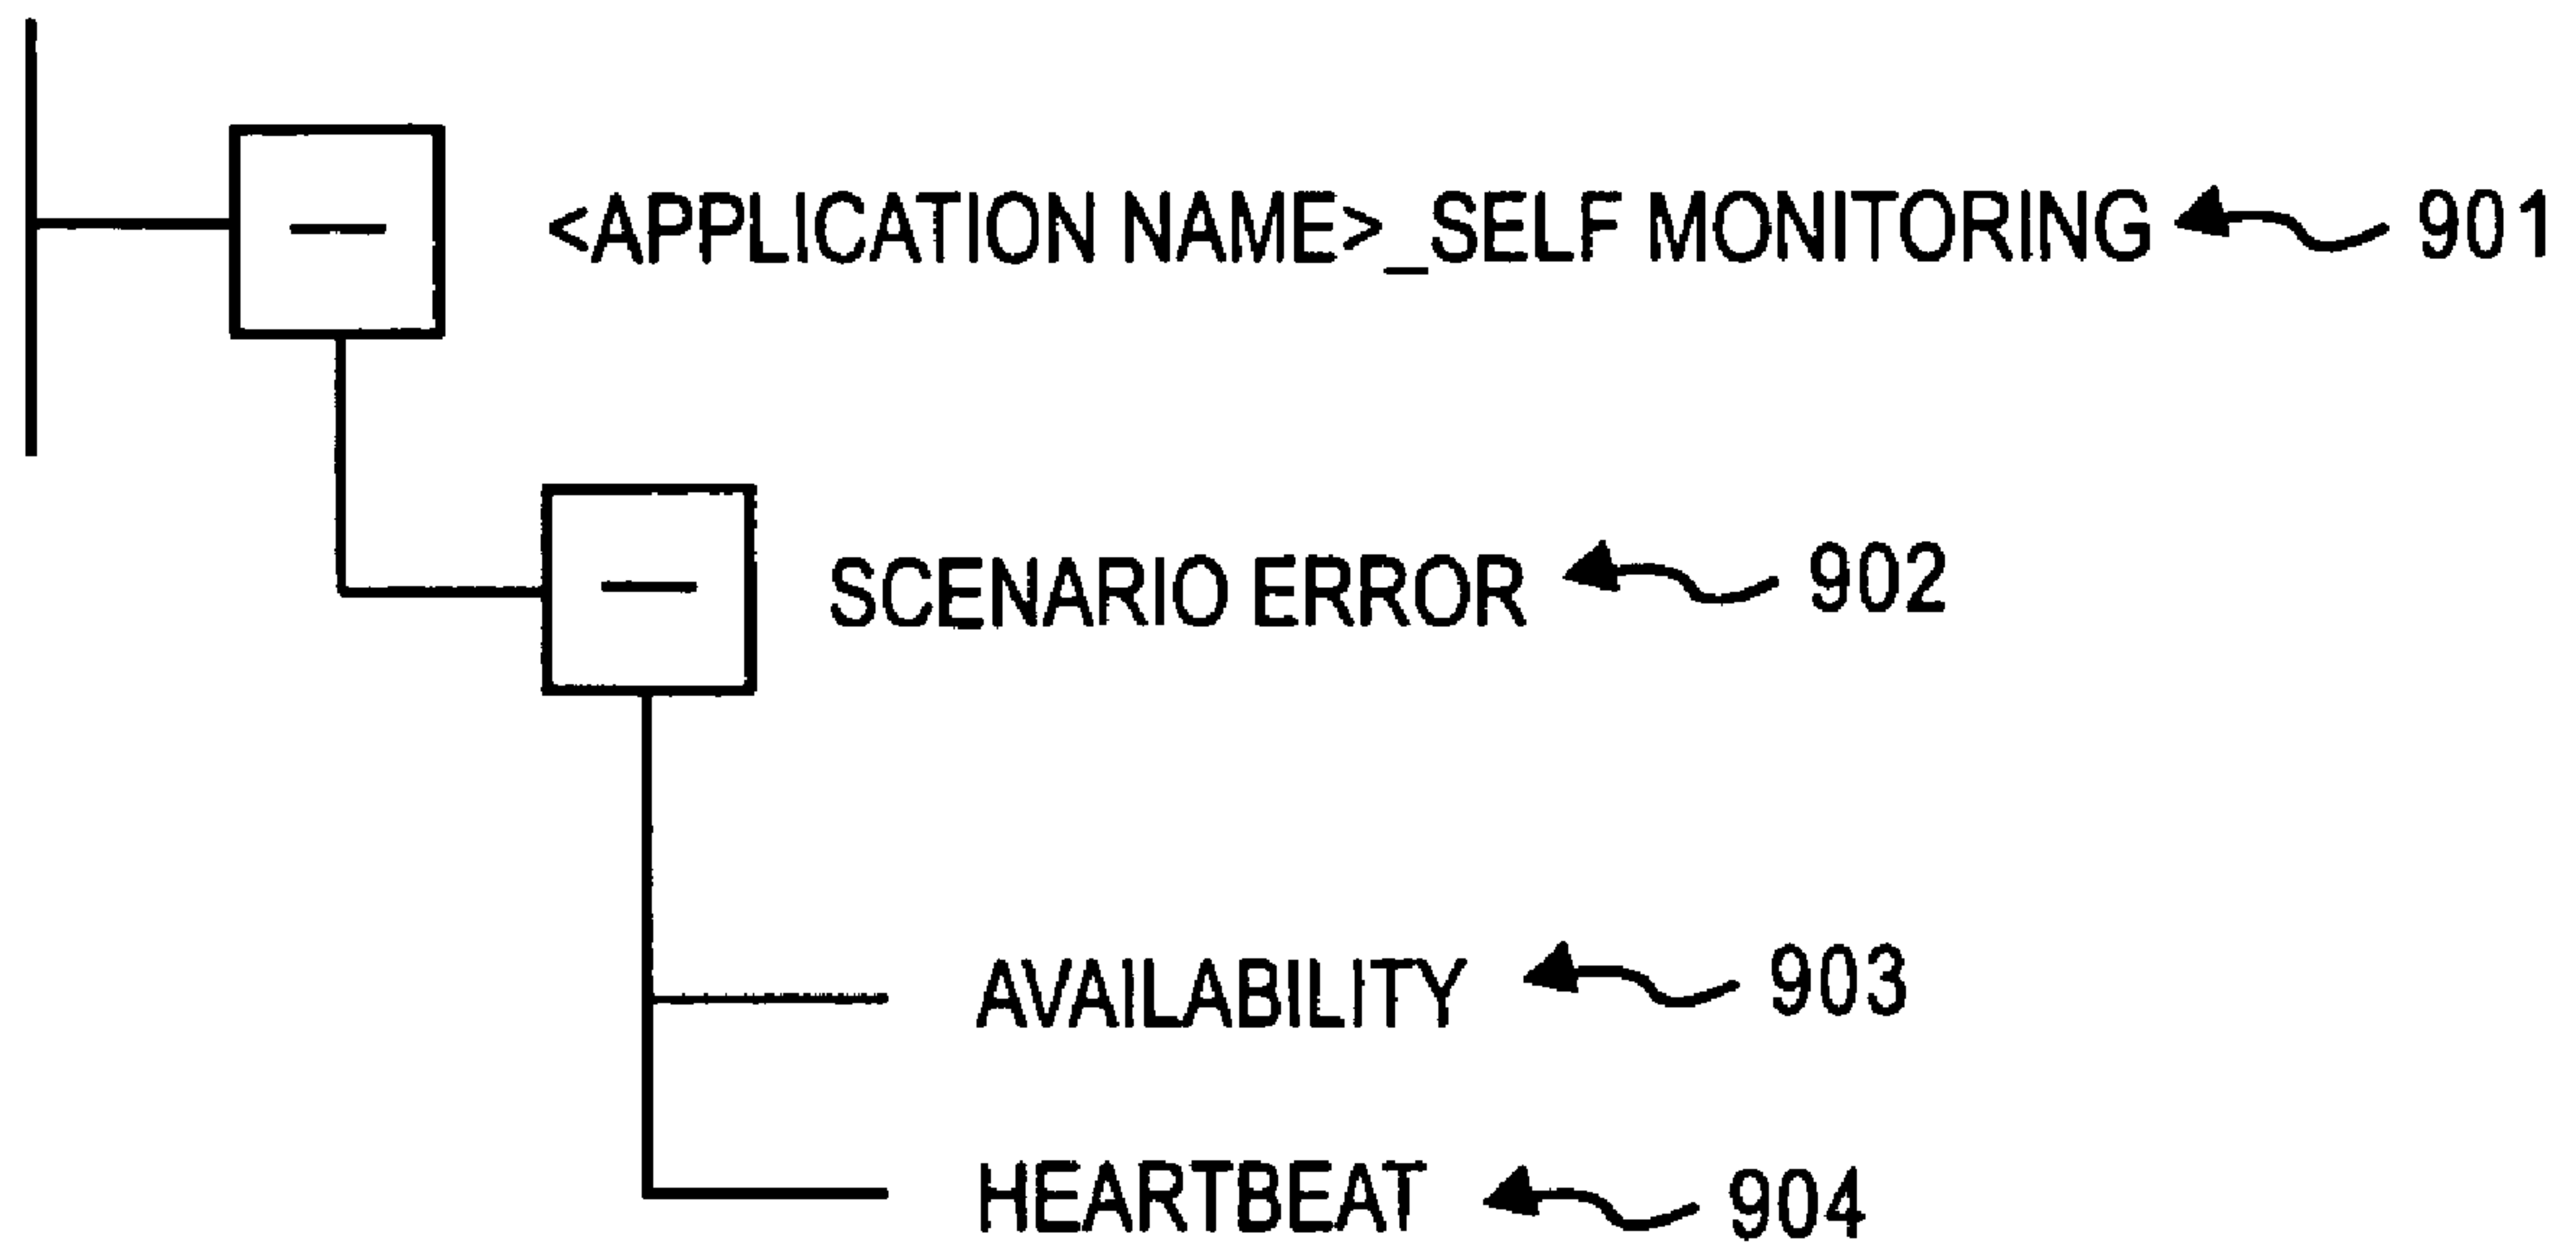 <APPLICATION NAME>_SELF MONITORING 901
SCENARIO ERROR 902
AVAILABILITY 903
HEARTBEAT 904